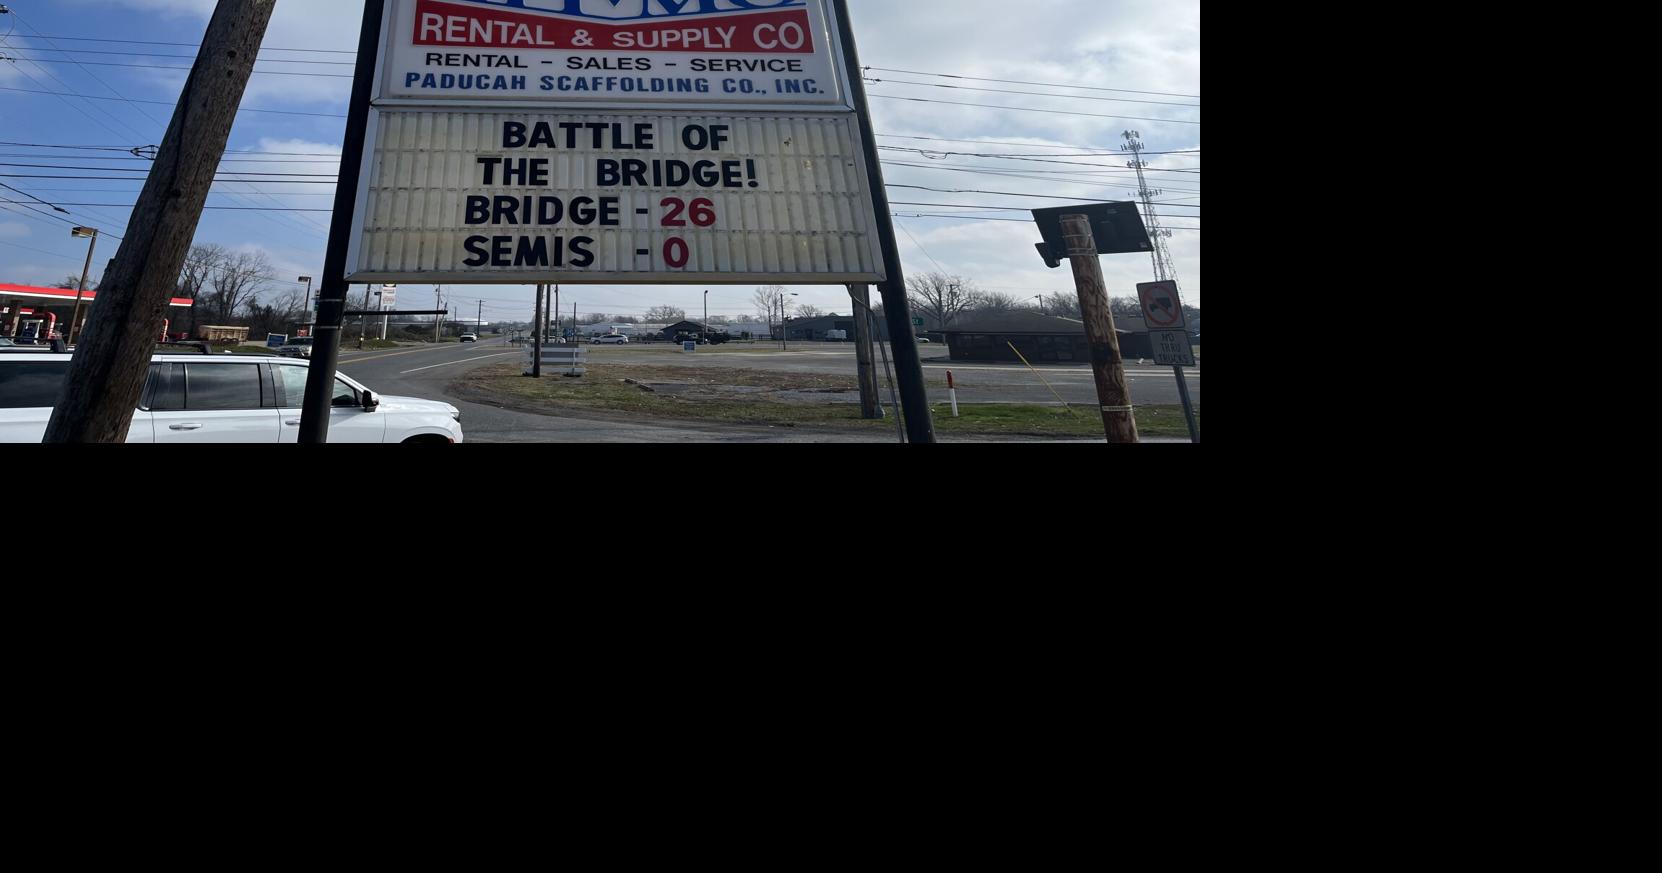 RENTAL & SUPPLY CO
RENTAL - SALES - SERVICE
PADUCAH SCAFFOLDING CO., INC.
BATTLE OF
THE BRIDGE!
BRIDGE - 26
SEMIS - 0
NO
THRU
TRUCKS